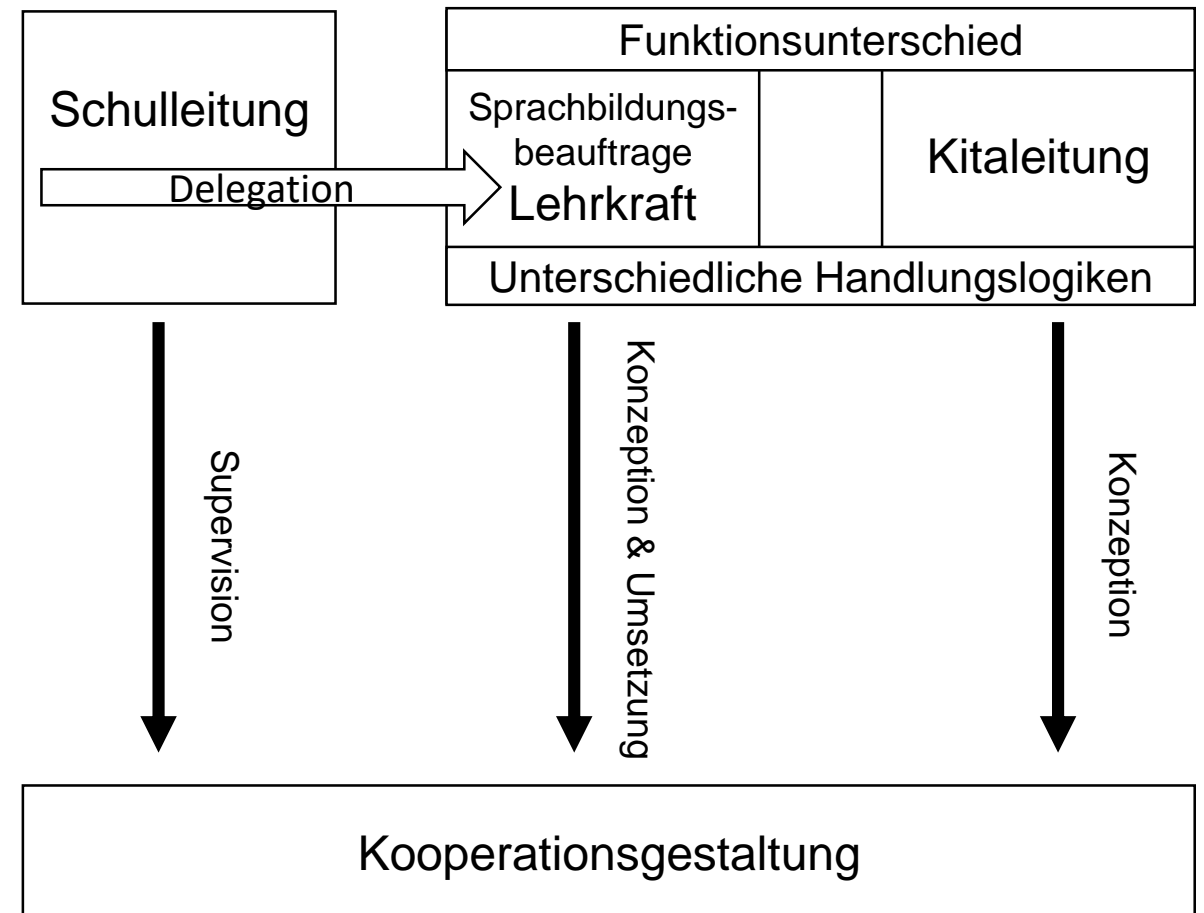 Schulleitung
Delegation
Funktionsunterschied
Sprachbildungs-
beauftrage
Lehrkraft
Kitaleitung
Unterschiedliche Handlungslogiken
Supervision
Konzeption & Umsetzung
Konzeption
Kooperationsgestaltung